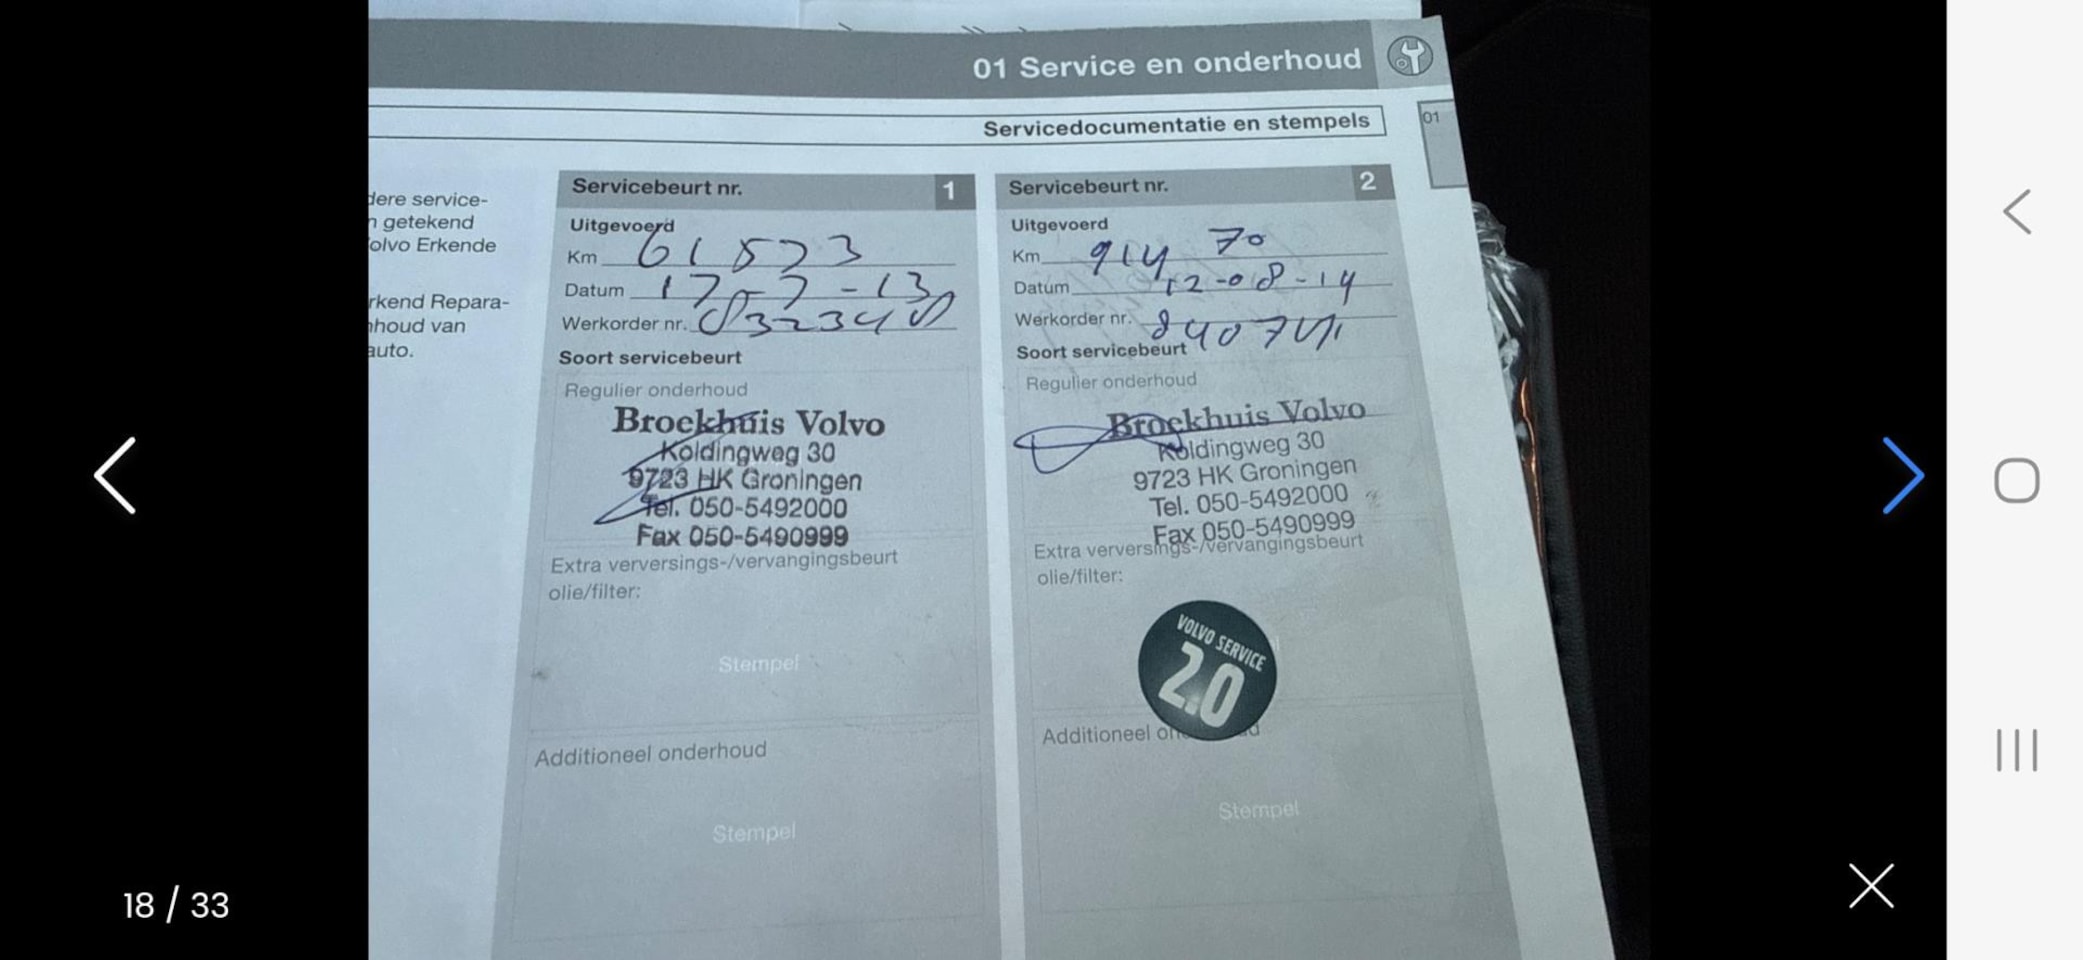 01 Service en onderhoud
Servicedocumentatie en stempels
01
dere service-
n getekend
olvo Erkende
rkend Repara-
nhoud van
auto.
Servicebeurt nr. 1
Uitgevoerd
Km 61573
Datum 17-7-13
Werkorder nr.
Soort servicebeurt
Regulier onderhoud
Broekhuis Volvo
Koldingweg 30
9723 HK Groningen
Tel. 050-5492000
Fax 050-5490999
Extra verversings-/vervangingsbeurt
olie/filter:
Stempel
Additioneel onderhoud
Stempel
Servicebeurt nr. 2
Uitgevoerd
Km 91470
Datum 12-08-14
Werkorder nr.
Soort servicebeurt
Regulier onderhoud
Broekhuis Volvo
Koldingweg 30
9723 HK Groningen
Tel. 050-5492000
Fax 050-5490999
Extra verversings-/vervangingsbeurt
olie/filter:
VOLVO SERVICE
2.0
Additioneel
Stempel
18 / 33